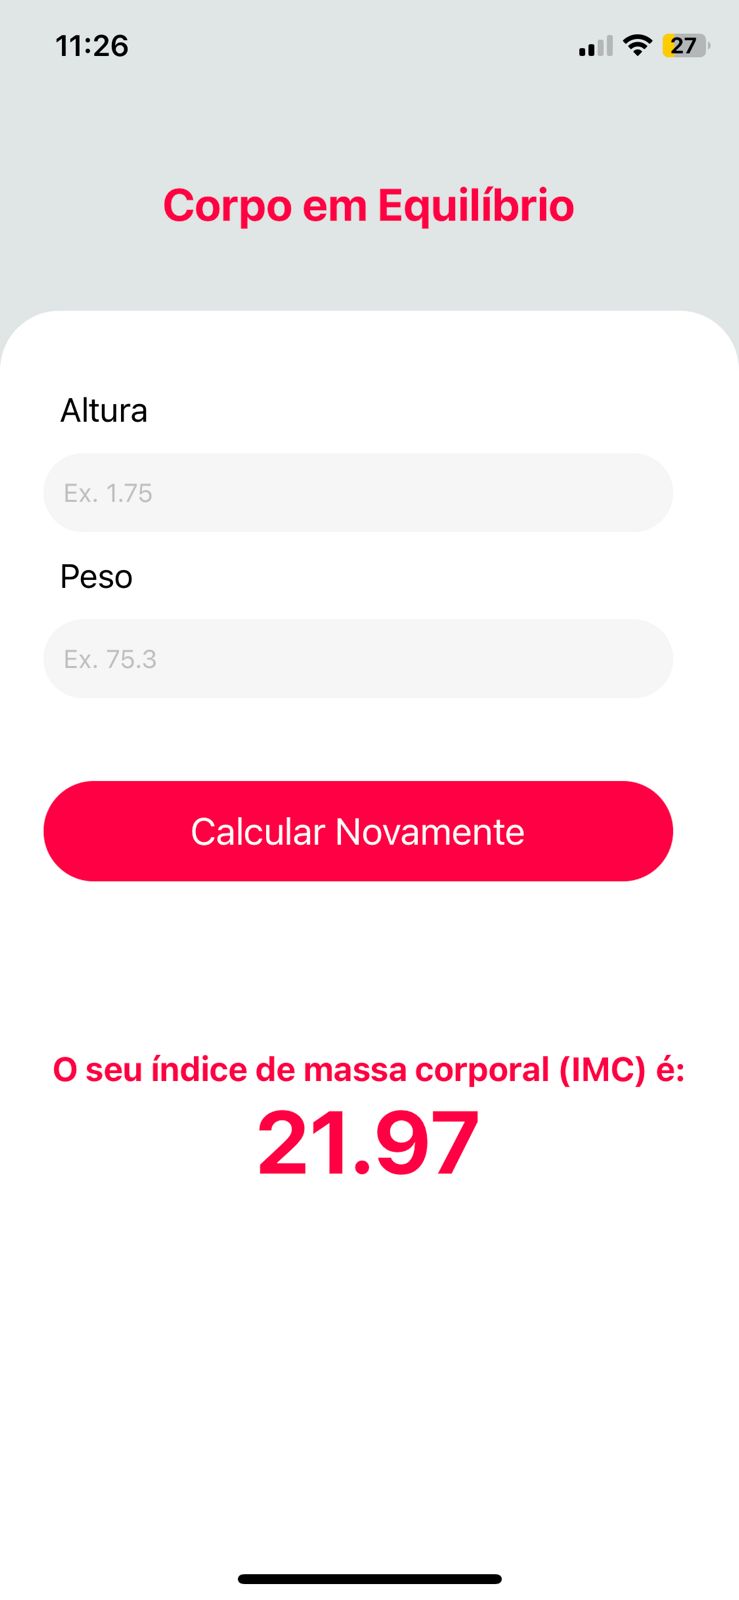 11:26
27
Corpo em Equilíbrio
Altura
Ex. 1.75
Peso
Ex. 75.3
Calcular Novamente
O seu índice de massa corporal (IMC) é:
21.97